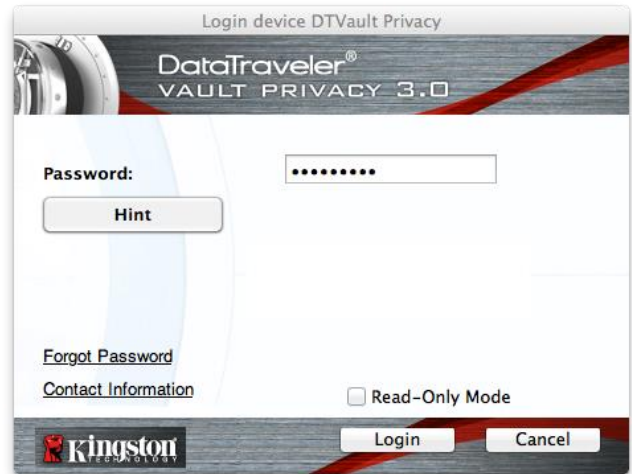 Login device DTVault Privacy
DataTraveler®
VAULT PRIVACY 3.0
Password:
•••••••••
Hint
Forgot Password
Contact Information
Read-Only Mode
Kingston
TECHNOLOGY
Login
Cancel